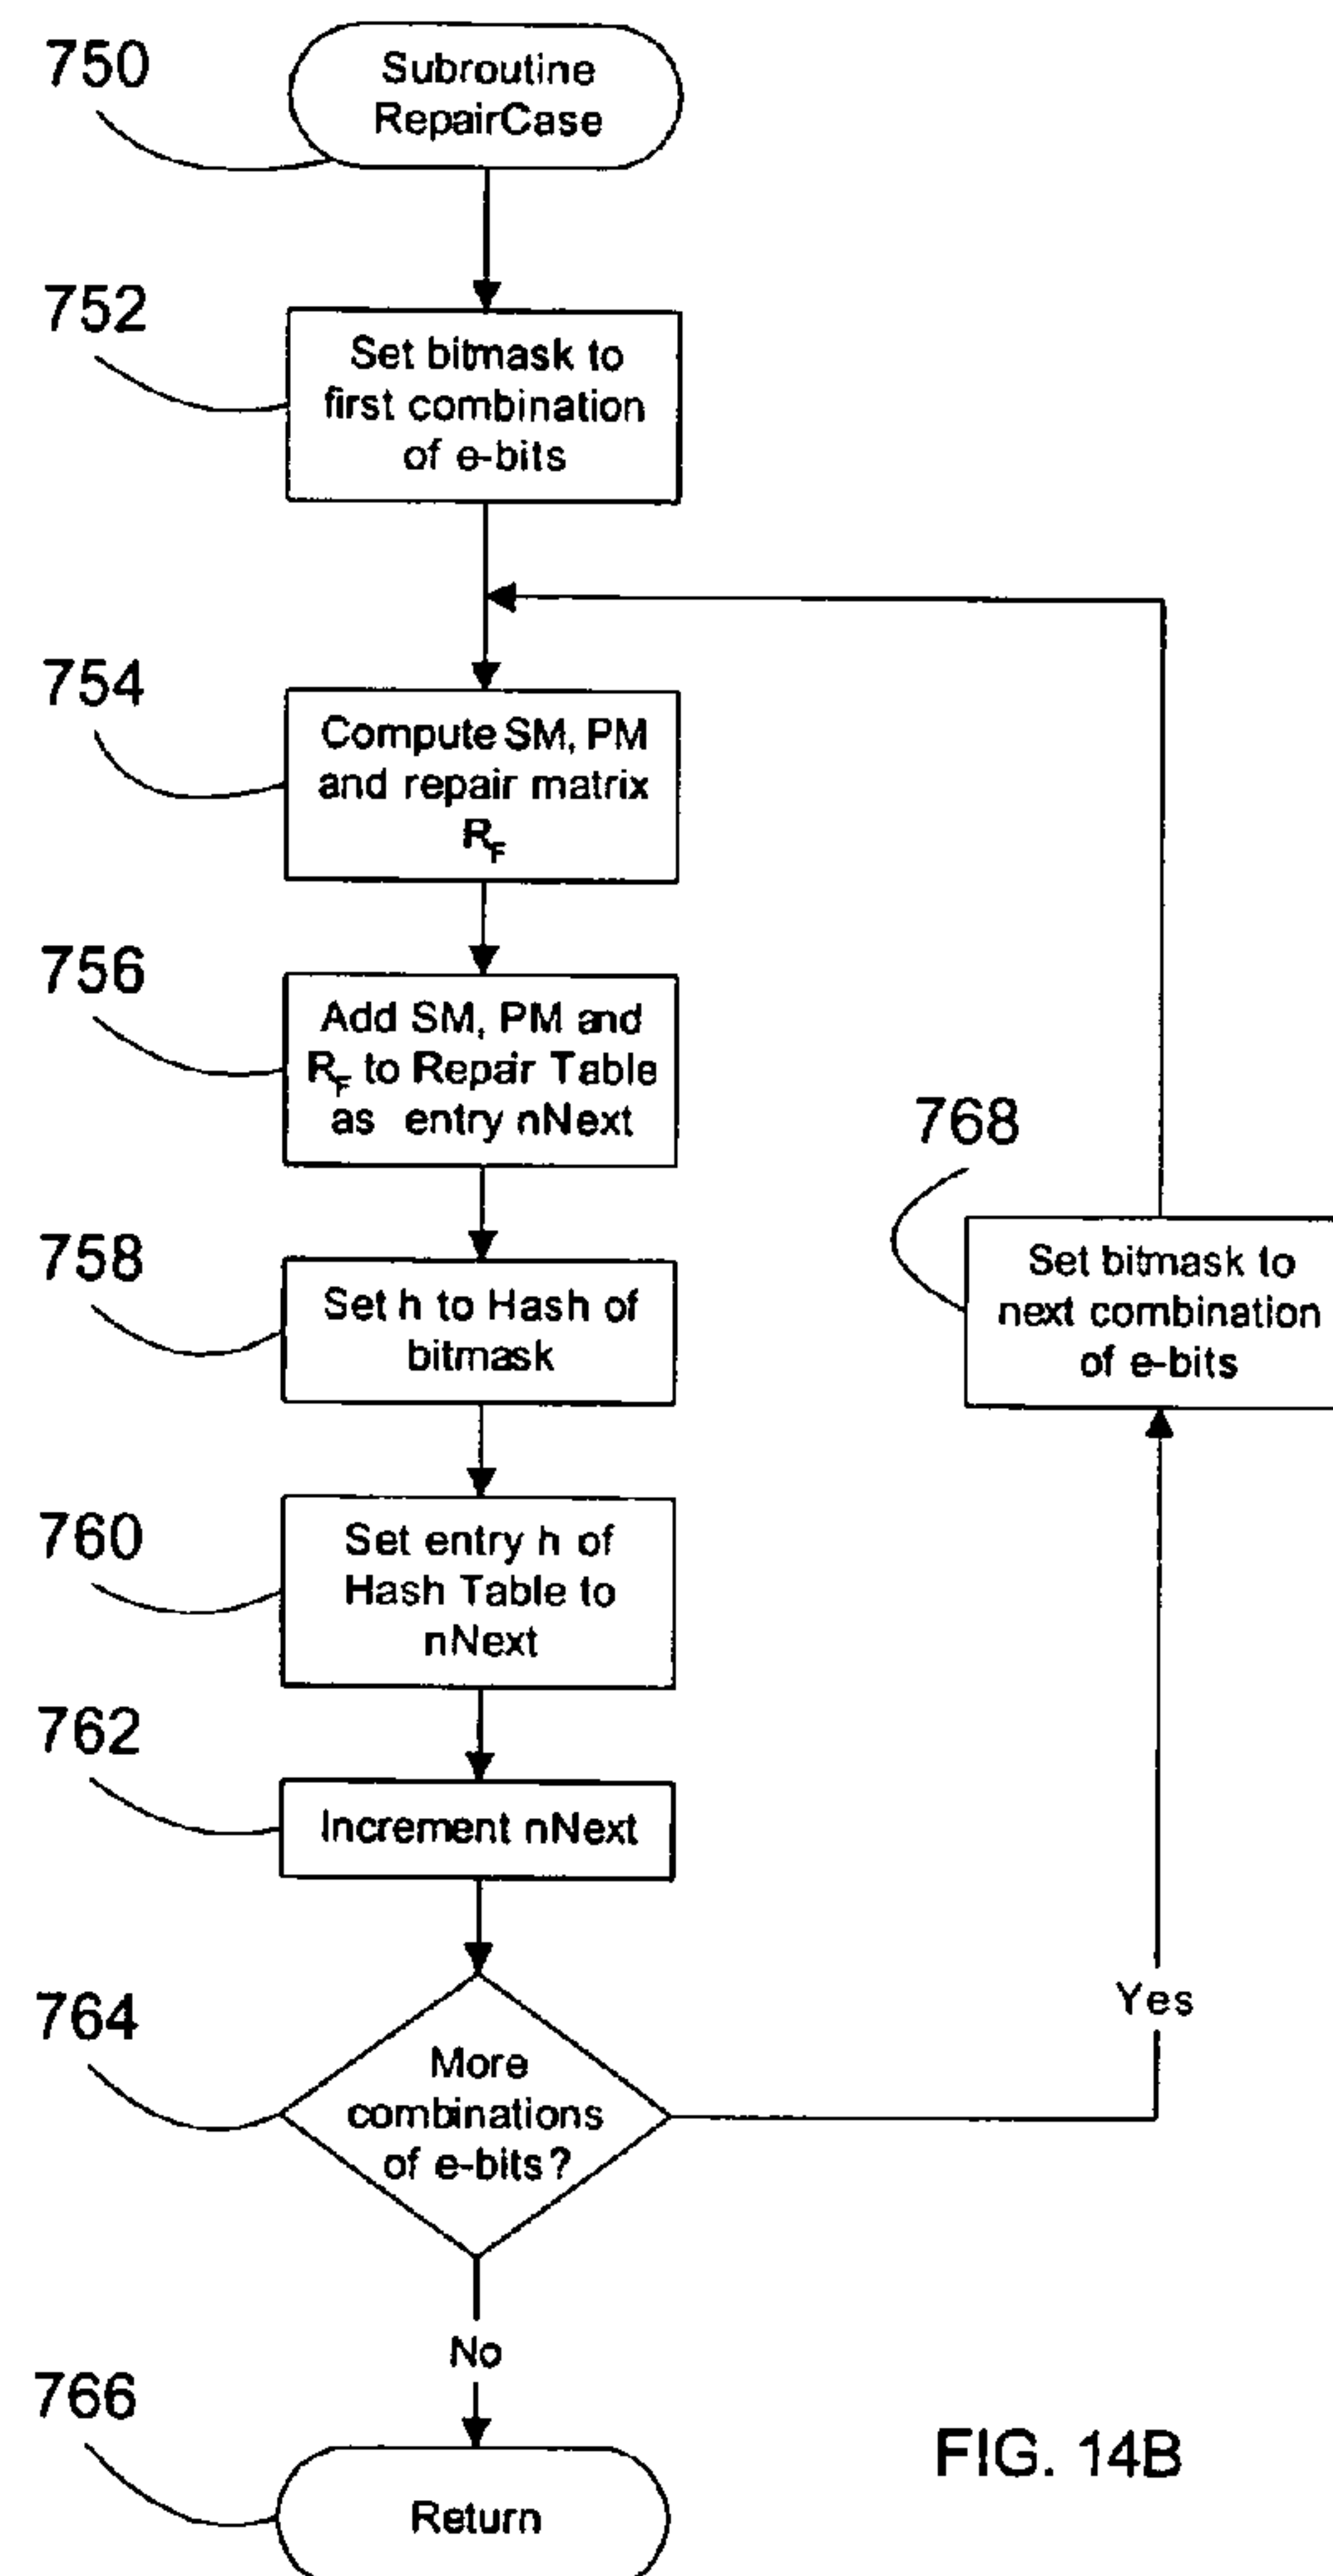 750
Subroutine
RepairCase
752
Set bitmask to
first combination
of e-bits
754
Compute SM, PM
and repair matrix
R_F
756
Add SM, PM and
R_F to Repair Table
as entry nNext
758
Set h to Hash of
bitmask
760
Set entry h of
Hash Table to
nNext
762
Increment nNext
764
More
combinations
of e-bits?
Yes
768
Set bitmask to
next combination
of e-bits
No
766
Return
FIG. 14B